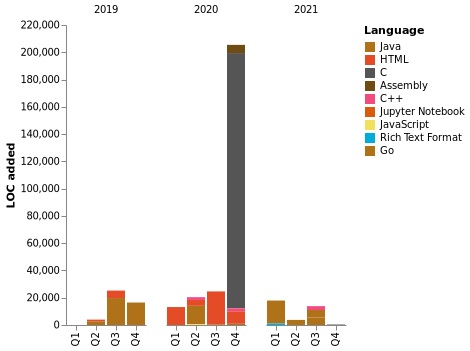 2019 2020 2021
LOC added
220,000
200,000
180,000
160,000
140,000
120,000
100,000
80,000
60,000
40,000
20,000
0
Q1 Q2 Q3 Q4 Q1 Q2 Q3 Q4 Q1 Q2 Q3 Q4
Language
Java
HTML
C
Assembly
C++
Jupyter Notebook
JavaScript
Rich Text Format
Go